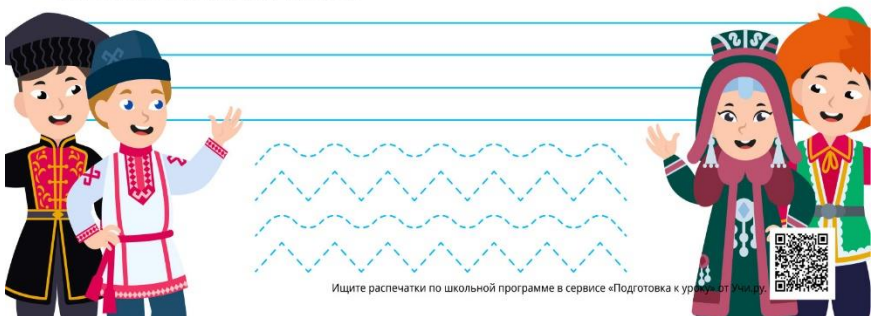 Ищите распечатки по школьной программе в сервисе «Подготовка к уроку» от Учи.ру.